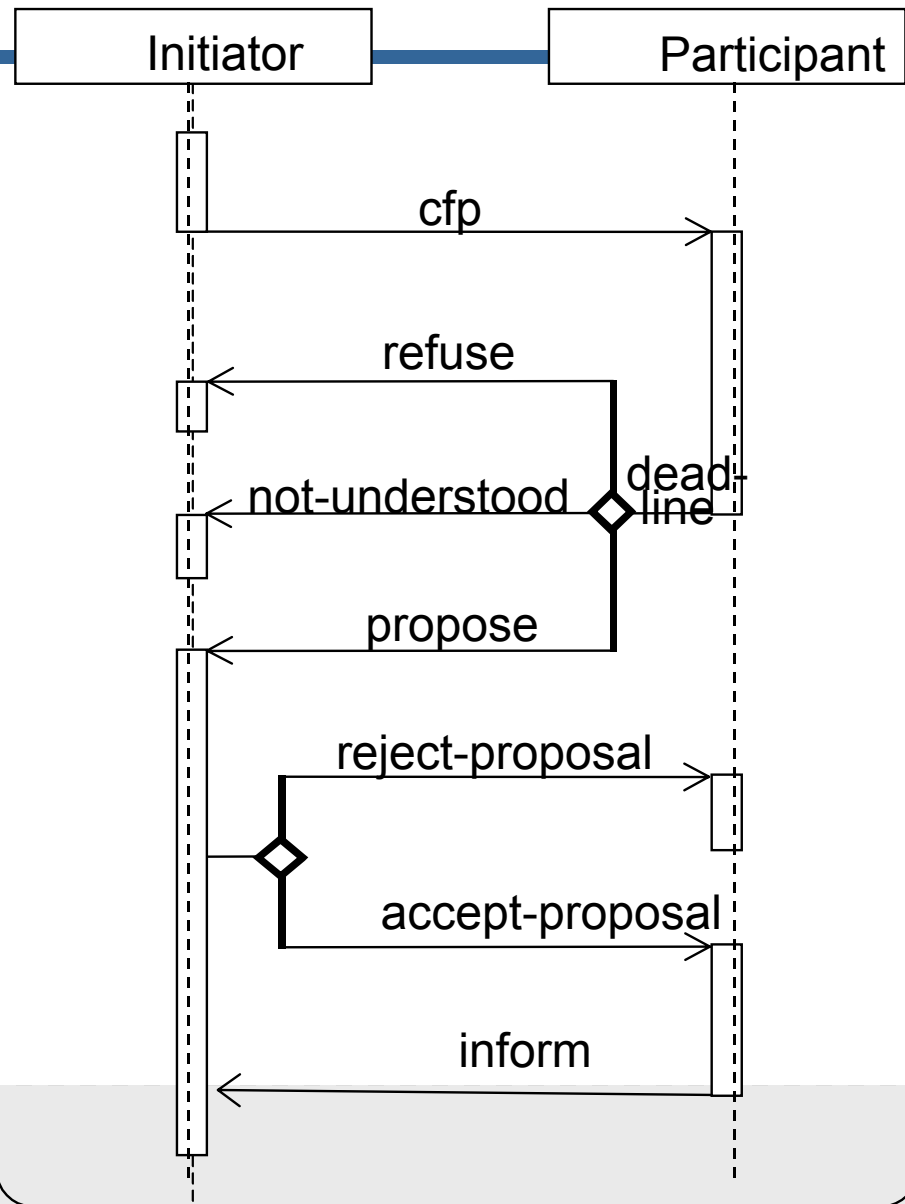 Initiator
Participant
cfp
refuse
dead-
line
not-understood
propose
reject-proposal
accept-proposal
inform